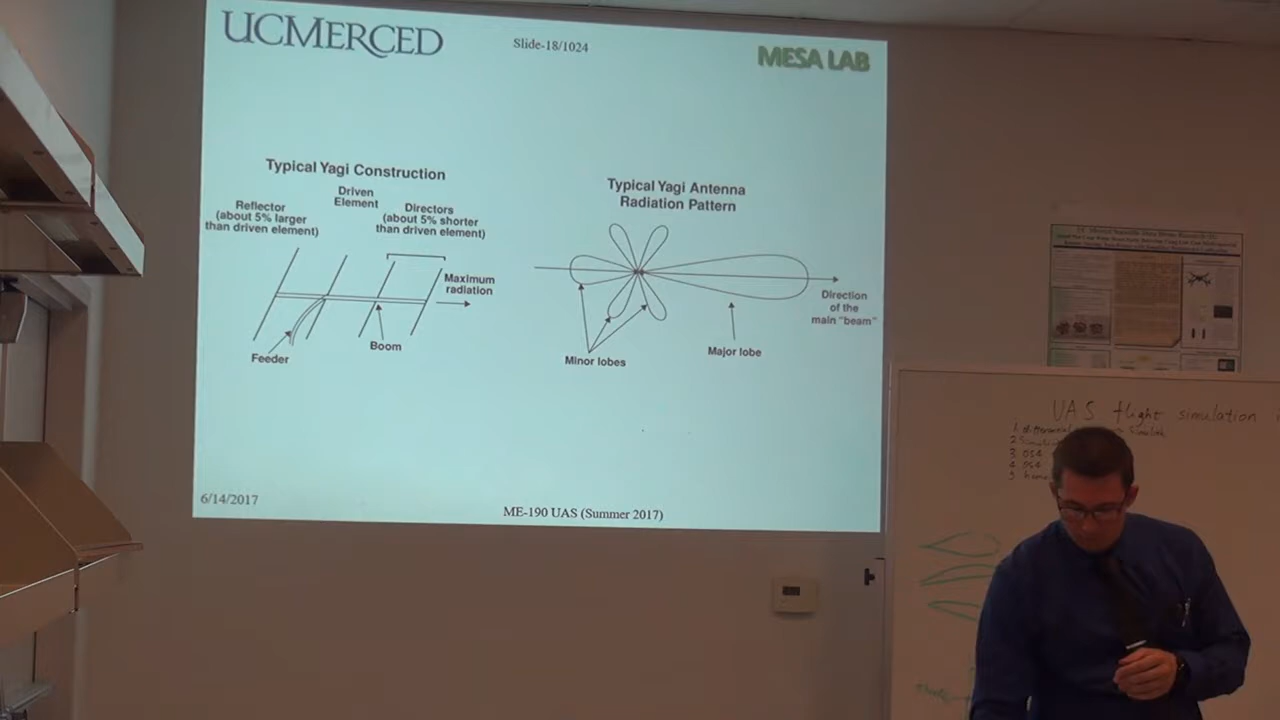 UCMERCED
Slide-18/1024
MESA LAB
Typical Yagi Construction
Driven
Element
Reflector
(about 5% larger
than driven element)
Directors
(about 5% shorter
than driven element)
Maximum
radiation
Feeder
Boom
Typical Yagi Antenna
Radiation Pattern
Direction
of the
main "beam"
Minor lobes
Major lobe
6/14/2017
ME-190 UAS (Summer 2017)
UAS flight simulation